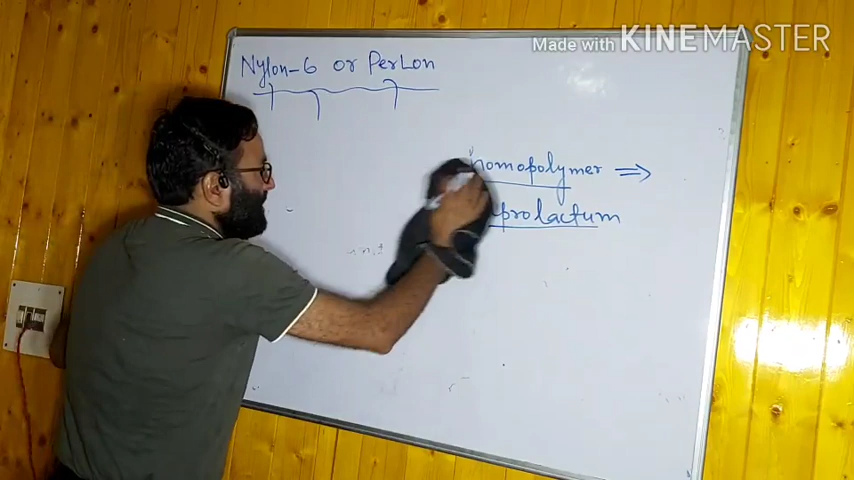 Made with KINEMASTER
Nylon-6 or Perlon
homopolymer ⇒
prolactum